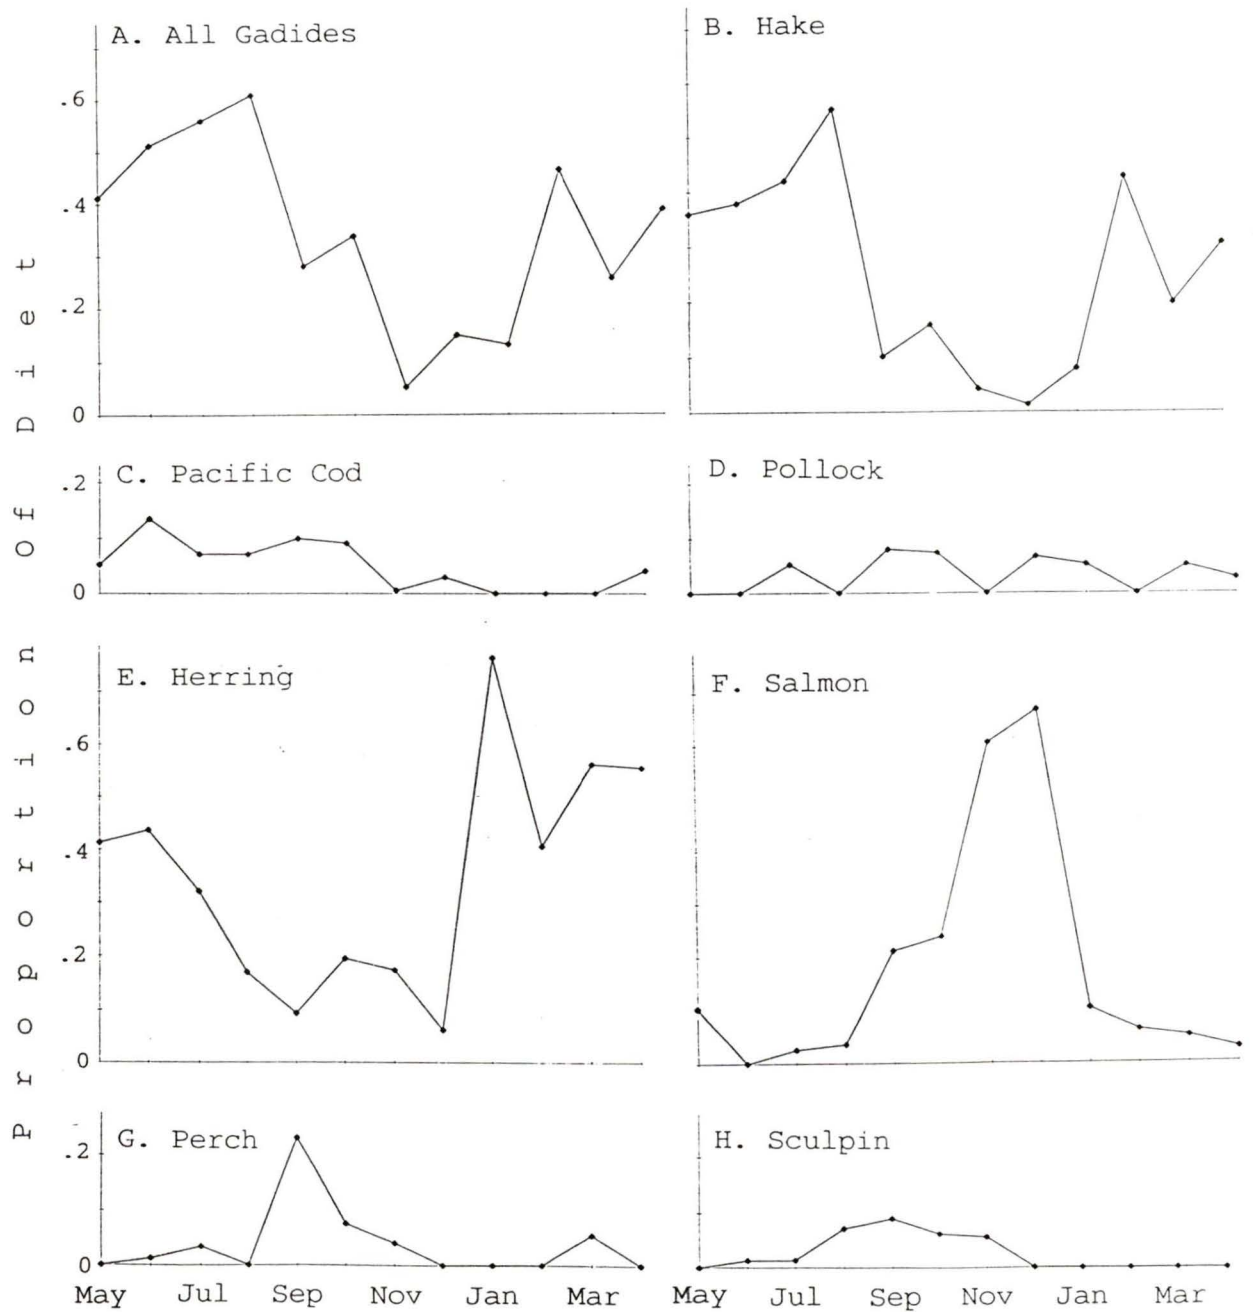 Proportion Of Diet
A. All Gadides
.6
.4
.2
0
B. Hake
C. Pacific Cod
.2
0
D. Pollock
E. Herring
.6
.4
.2
0
F. Salmon
G. Perch
.2
0
H. Sculpin
May Jul Sep Nov Jan Mar
May Jul Sep Nov Jan Mar